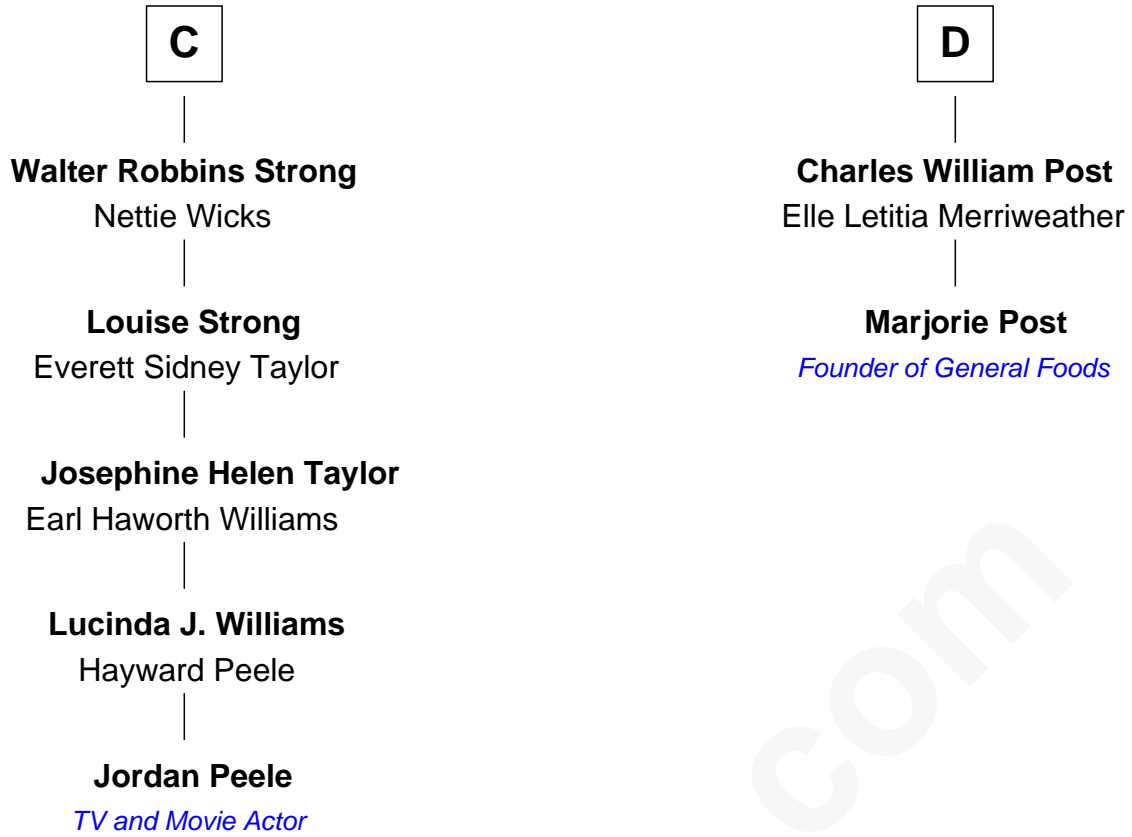 C
Walter Robbins Strong
Nettie Wicks
Louise Strong
Everett Sidney Taylor
Josephine Helen Taylor
Earl Haworth Williams
Lucinda J. Williams
Hayward Peele
Jordan Peele
TV and Movie Actor
D
Charles William Post
Elle Letitia Merriweather
Marjorie Post
Founder of General Foods
com